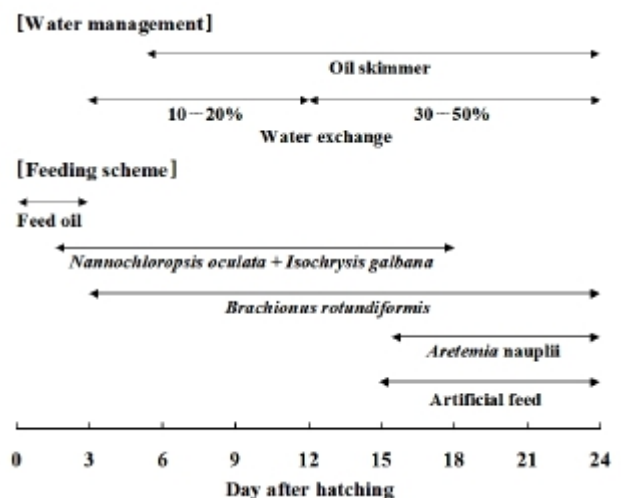 [Water management]
Oil skimmer
10－20% 30－50%
Water exchange
[Feeding scheme]
Feed oil
Nannochloropsis oculata + Isochrysis galbana
Brachionus rotundiformis
Aretemia nauplii
Artificial feed
0 3 6 9 12 15 18 21 24
Day after hatching